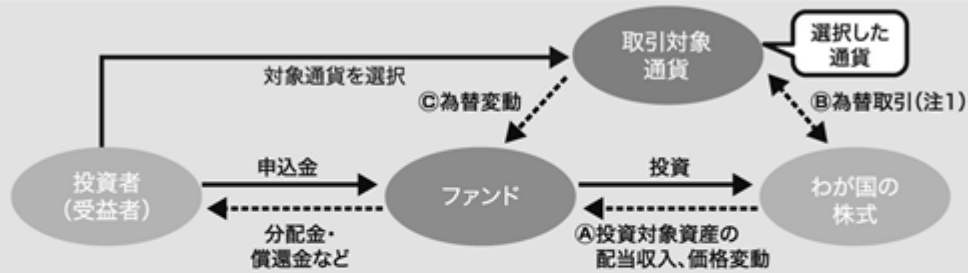 取引対象
通貨
選択した
通貨
対象通貨を選択
Ⓒ為替変動
Ⓑ為替取引(注1)
投資者
(受益者)
申込金
分配金・
償還金など
ファンド
投資
Ⓐ投資対象資産の
配当収入、価格変動
わが国の
株式